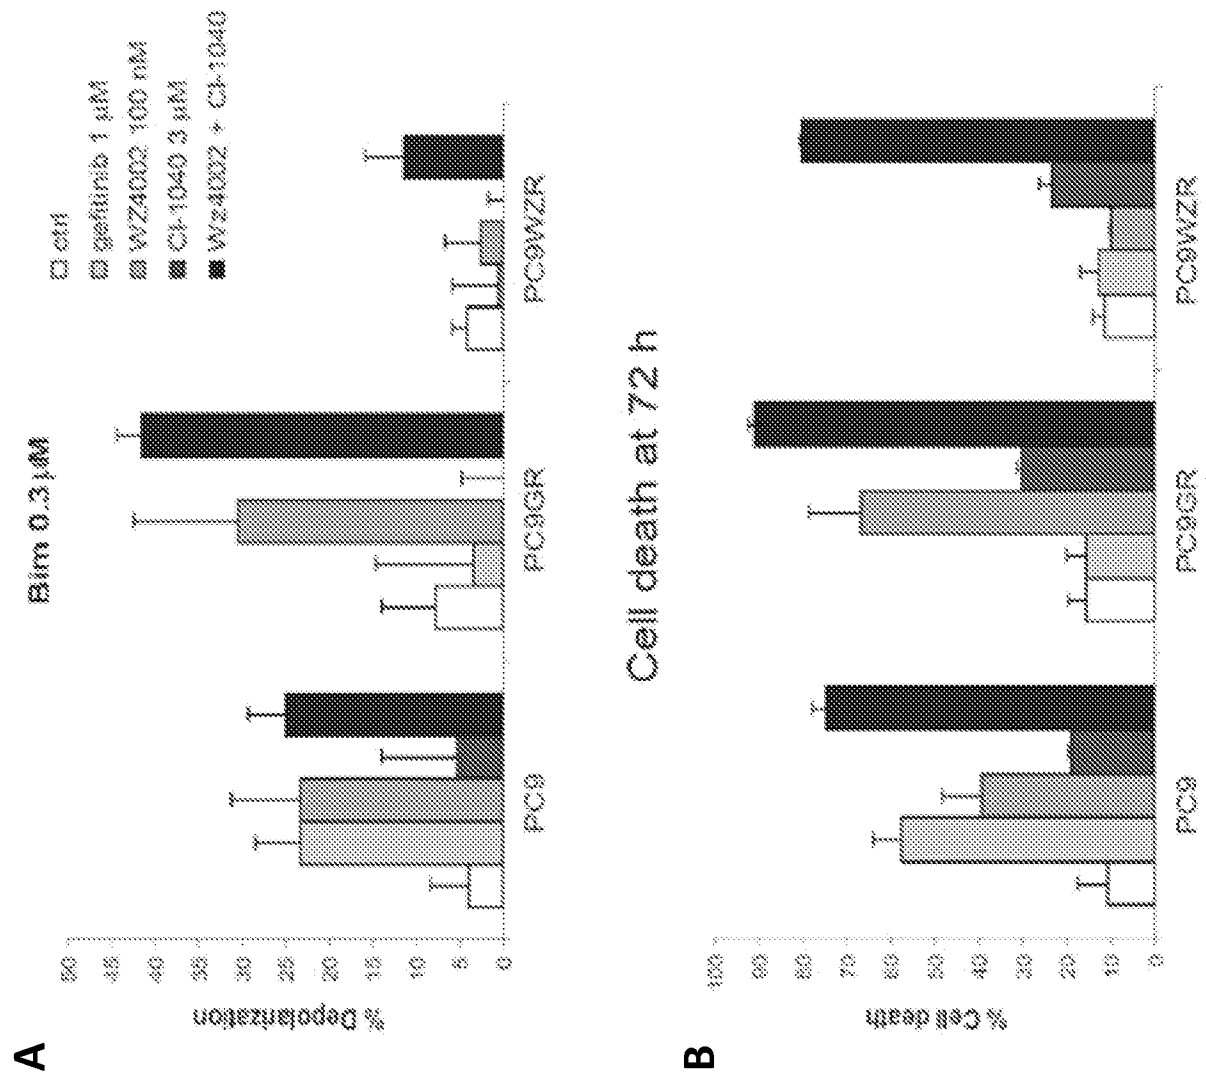 A
Bim 0.3 µM
ctrl
gefitinib 1 µM
WZ4002 100 nM
CI-1040 3 µM
Wz4002 + CI-1040
% Depolarization
50
45
40
35
30
25
20
15
10
5
0
PC9
PC9GR
PC9WZR
B
Cell death at 72 h
% Cell death
100
90
80
70
60
50
40
30
20
10
0
PC9
PC9GR
PC9WZR